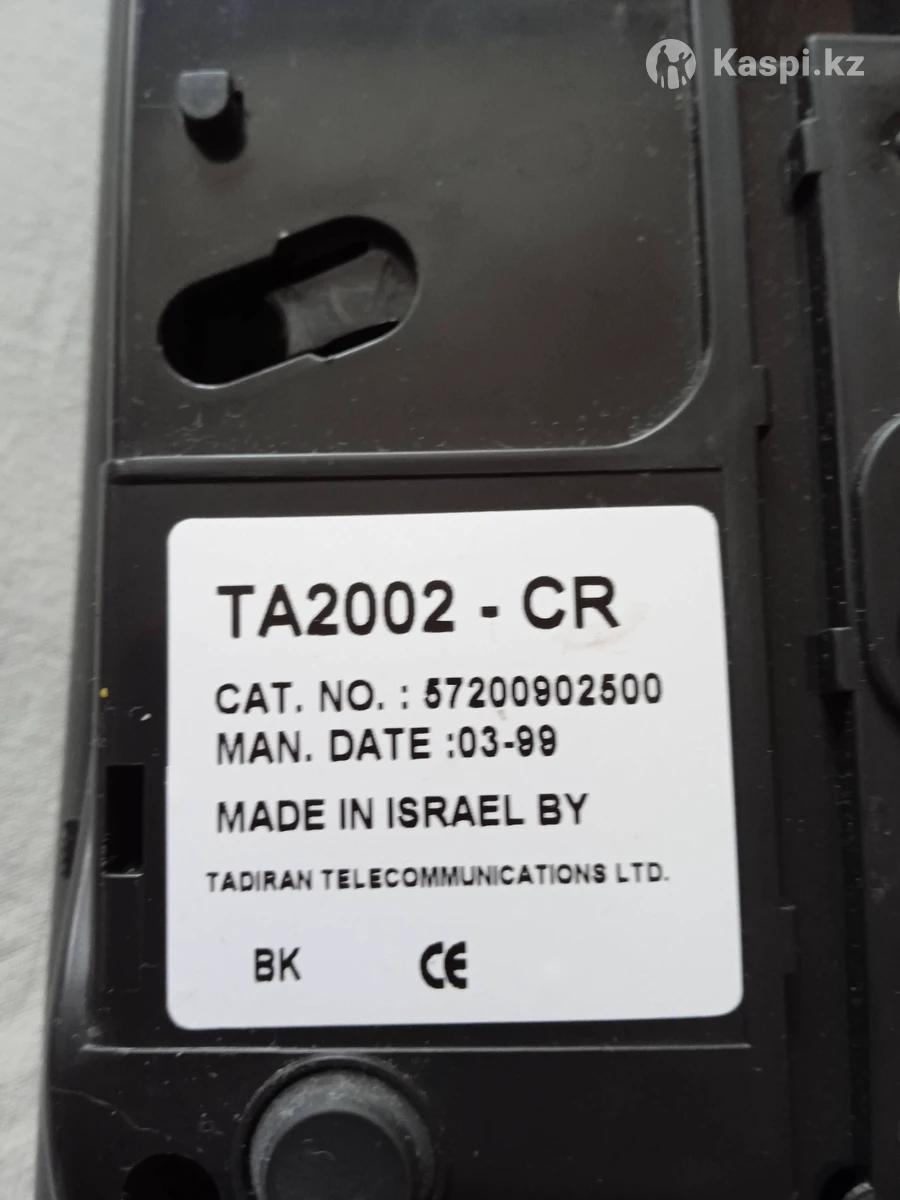 Kaspi.kz
TA2002 - CR
CAT. NO. : 57200902500
MAN. DATE :03-99
MADE IN ISRAEL BY
TADIRAN TELECOMMUNICATIONS LTD.
BK CE